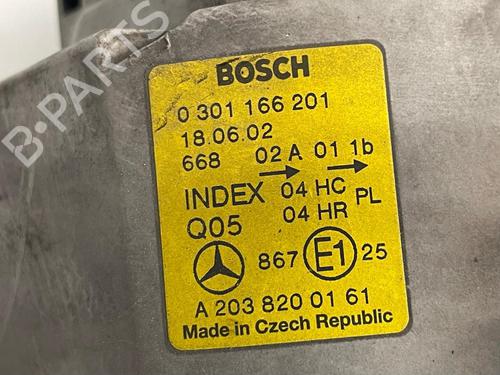 B-PARTS
BOSCH
0 301 166 201
18.06.02
668 02 A 01 1b
INDEX 04 HC PL
Q05 04 HR
867 E1 25
A 203 820 01 61
Made in Czech Republic